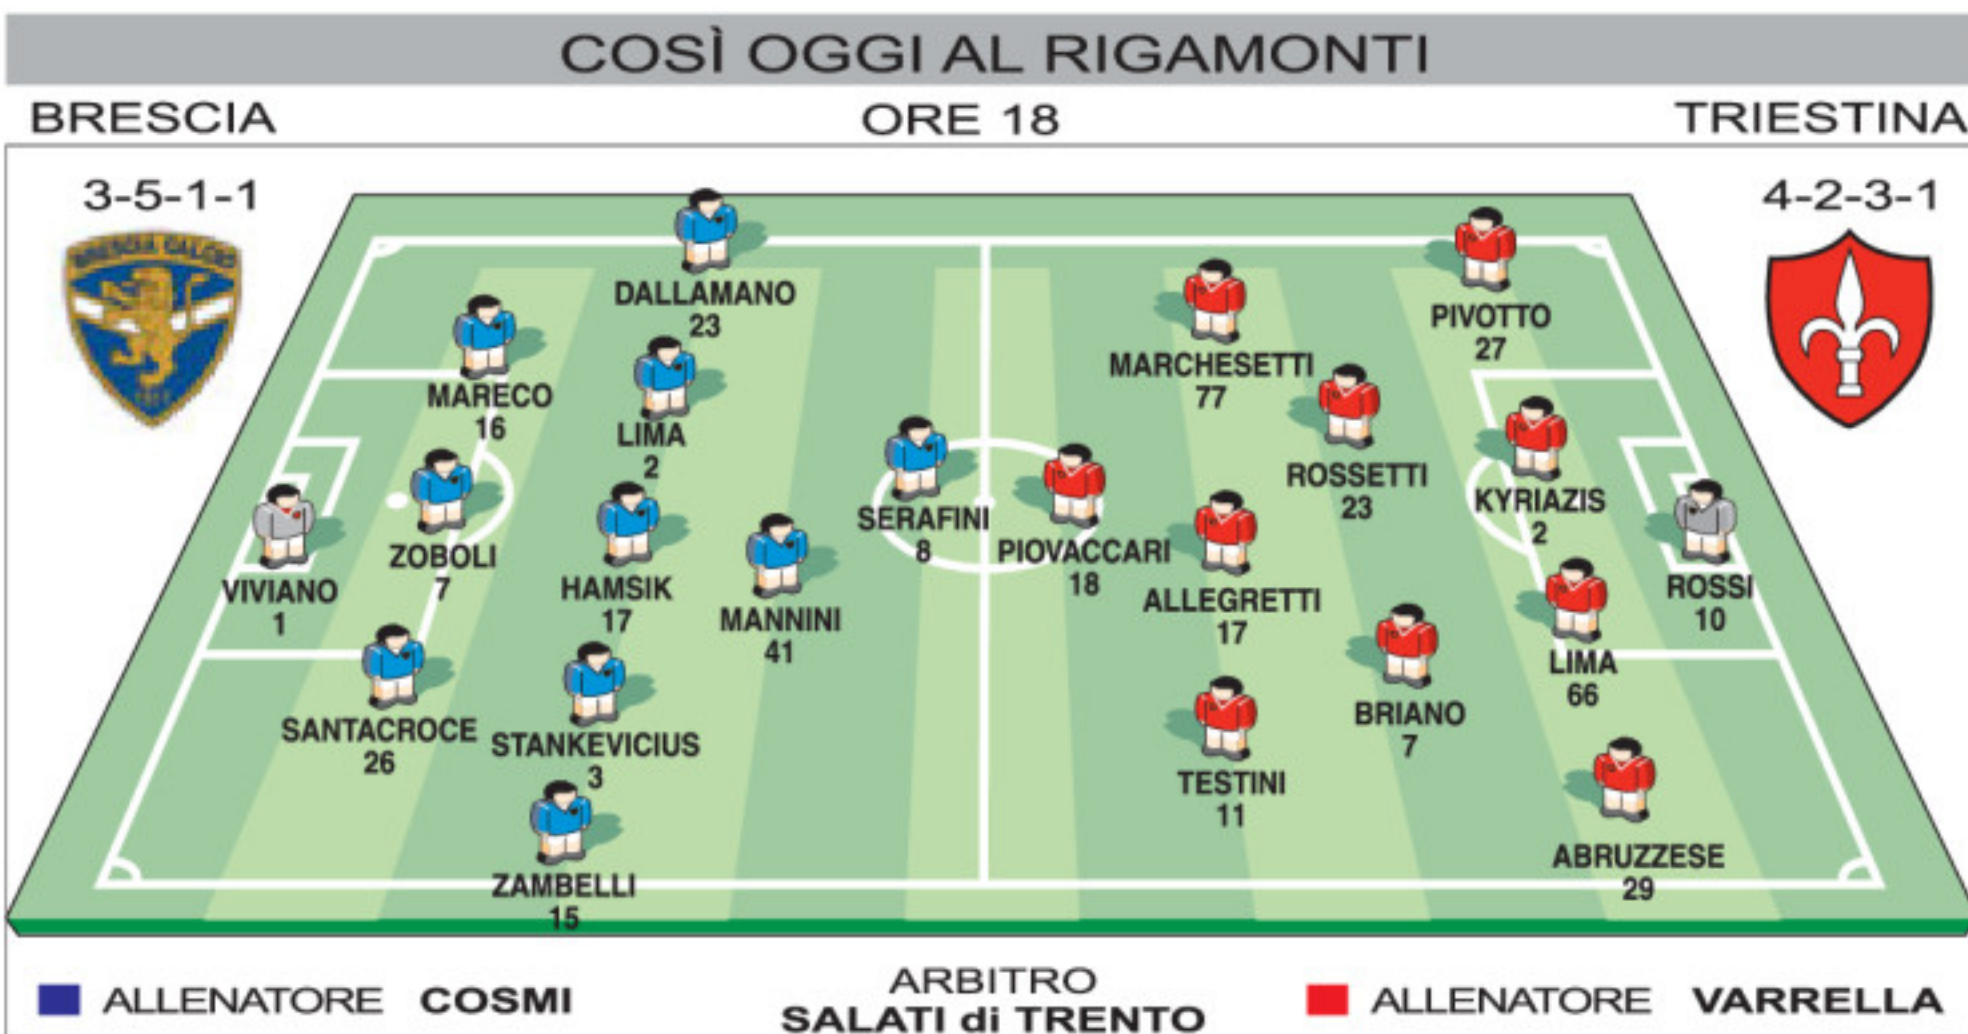 COSÌ OGGI AL RIGAMONTI
BRESCIA
ORE 18
TRIESTINA
3-5-1-1
4-2-3-1
BRESCIA CALCIO
VIVIANO
1
MARECO
16
ZOBOLI
7
SANTACROCE
26
DALLAMANO
23
LIMA
2
HAMSIK
17
STANKEVICIUS
3
ZAMBELLI
15
MANNINI
41
SERAFINI
8
PIOVACCARI
18
MARCHESETTI
77
ALLEGRETTI
17
TESTINI
11
ROSSETTI
23
BRIANO
7
PIVOTTO
27
KYRIAZIS
2
LIMA
66
ABRUZZESE
29
ROSSI
10
ALLENATORE COSMI
ARBITRO
SALATI di TRENTO
ALLENATORE VARRELLA